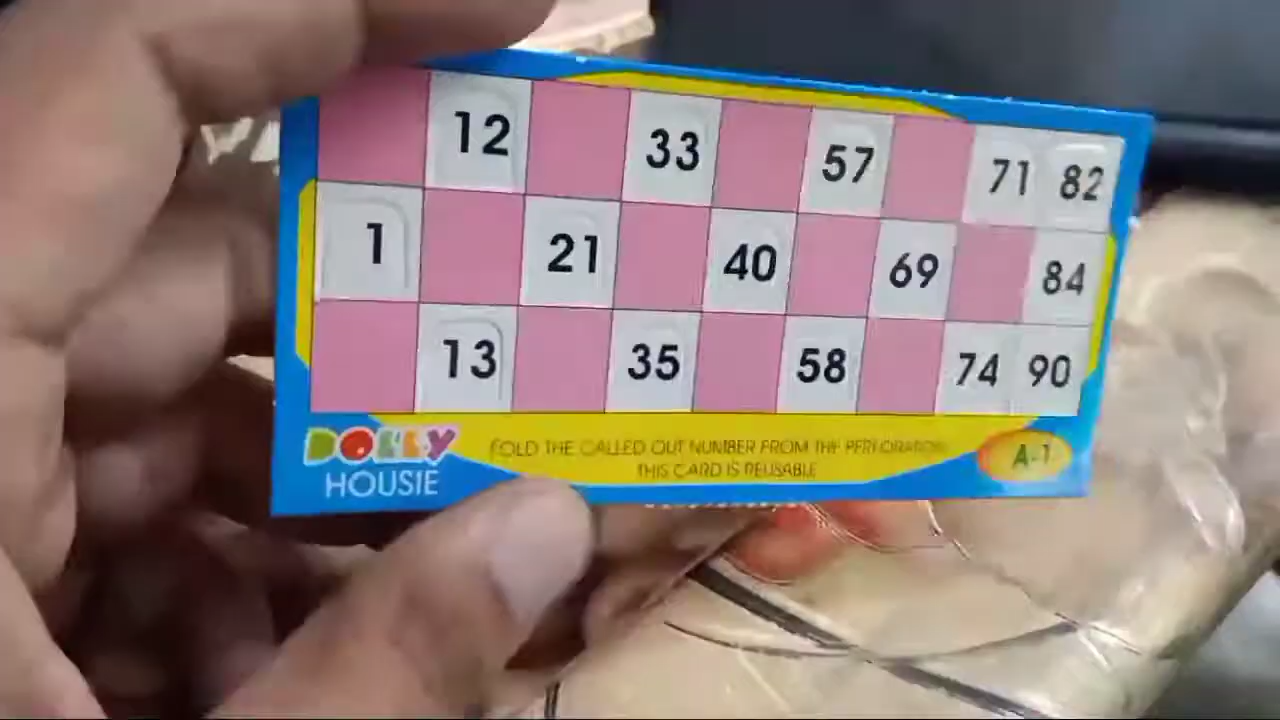 12 33 57 71 82
1 21 40 69 84
13 35 58 74 90
DOLLY
HOUSIE
FOLD THE CALLED OUT NUMBER FROM THE PERFORATION
THIS CARD IS REUSABLE
A-1